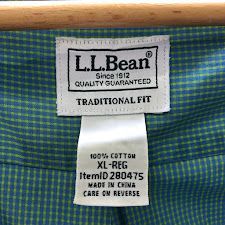 L.L.Bean®
Since 1912
QUALITY GUARANTEED
TRADITIONAL FIT
100% COTTON
XL-REG
ItemID 280475
MADE IN CHINA
CARE ON REVERSE